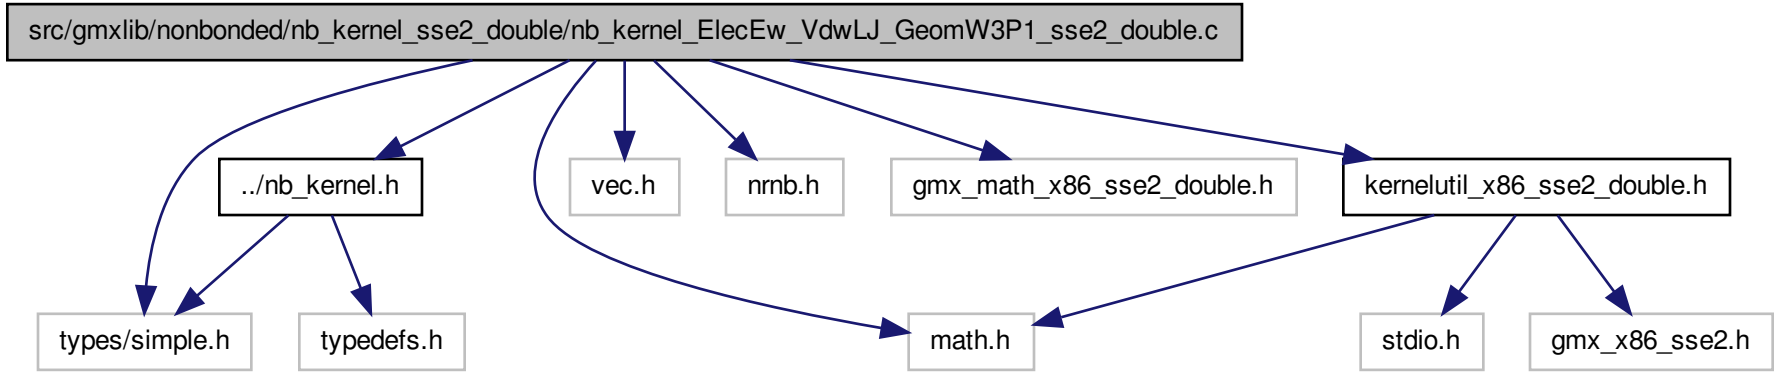 src/gmxlib/nonbonded/nb_kernel_sse2_double/nb_kernel_ElecEw_VdwLJ_GeomW3P1_sse2_double.c
../nb_kernel.h
vec.h
nrnb.h
gmx_math_x86_sse2_double.h
kernelutil_x86_sse2_double.h
types/simple.h
typedefs.h
math.h
stdio.h
gmx_x86_sse2.h